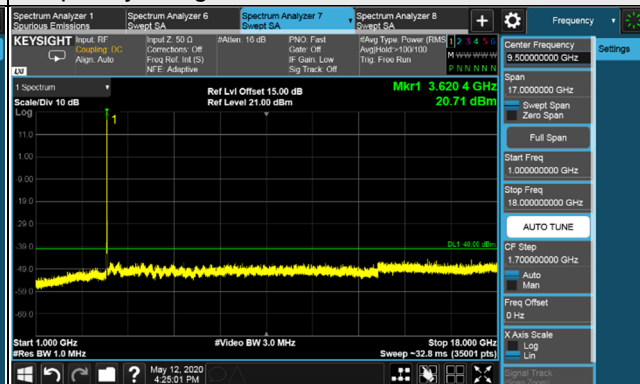 Spectrum Analyzer 1
Spurious Emissions
Spectrum Analyzer 6
Swept SA
Spectrum Analyzer 7
Swept SA
Spectrum Analyzer 8
Swept SA
+
Frequency
KEYSIGHT
Input: RF
Coupling: DC
Align: Auto
Input Z: 50 Ω
Corrections: Off
Freq Ref: Int (S)
NFE: Adaptive
#Atten: 16 dB
PNO: Fast
Gate: Off
IF Gain: Low
Sig Track: Off
#Avg Type: Power (RMS
Avg|Hold:>100/100
Trig: Free Run
1 2 3 4 5 6
M W W W W W
P N N N N N
LXI
Center Frequency
9.500000000 GHz
Settings
Span
17.0000000 GHz
Swept Span
Zero Span
Full Span
Start Freq
1.000000000 GHz
Stop Freq
18.000000000 GHz
AUTO TUNE
CF Step
1.700000000 GHz
Auto
Man
Freq Offset
0 Hz
X Axis Scale
Log
Lin
Signal Track
(Span Zoom)
1 Spectrum
Scale/Div 10 dB
Log
Ref Lvl Offset 15.00 dB
Ref Level 21.00 dBm
Mkr1 3.620 4 GHz
20.71 dBm
1
11.0
1.00
-9.00
-19.0
-29.0
-39.0
-49.0
-59.0
-69.0
DL1 -40.00 dBm
Start 1.000 GHz
#Res BW 1.0 MHz
#Video BW 3.0 MHz
Stop 18.000 GHz
Sweep ~32.8 ms (35001 pts)
?
May 12, 2020
4:25:01 PM